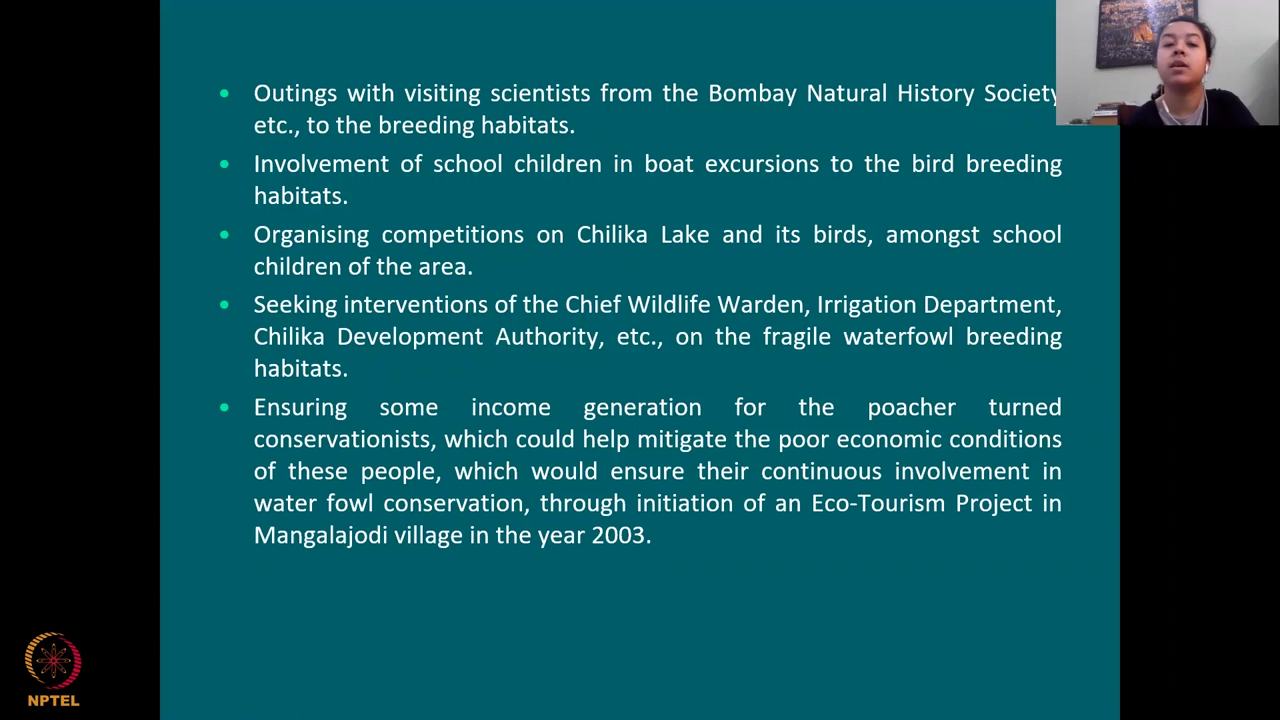 Outings with visiting scientists from the Bombay Natural History Society
etc., to the breeding habitats.
Involvement of school children in boat excursions to the bird breeding
habitats.
Organising competitions on Chilika Lake and its birds, amongst school
children of the area.
Seeking interventions of the Chief Wildlife Warden, Irrigation Department,
Chilika Development Authority, etc., on the fragile waterfowl breeding
habitats.
Ensuring some income generation for the poacher turned
conservationists, which could help mitigate the poor economic conditions
of these people, which would ensure their continuous involvement in
water fowl conservation, through initiation of an Eco-Tourism Project in
Mangalajodi village in the year 2003.
NPTEL